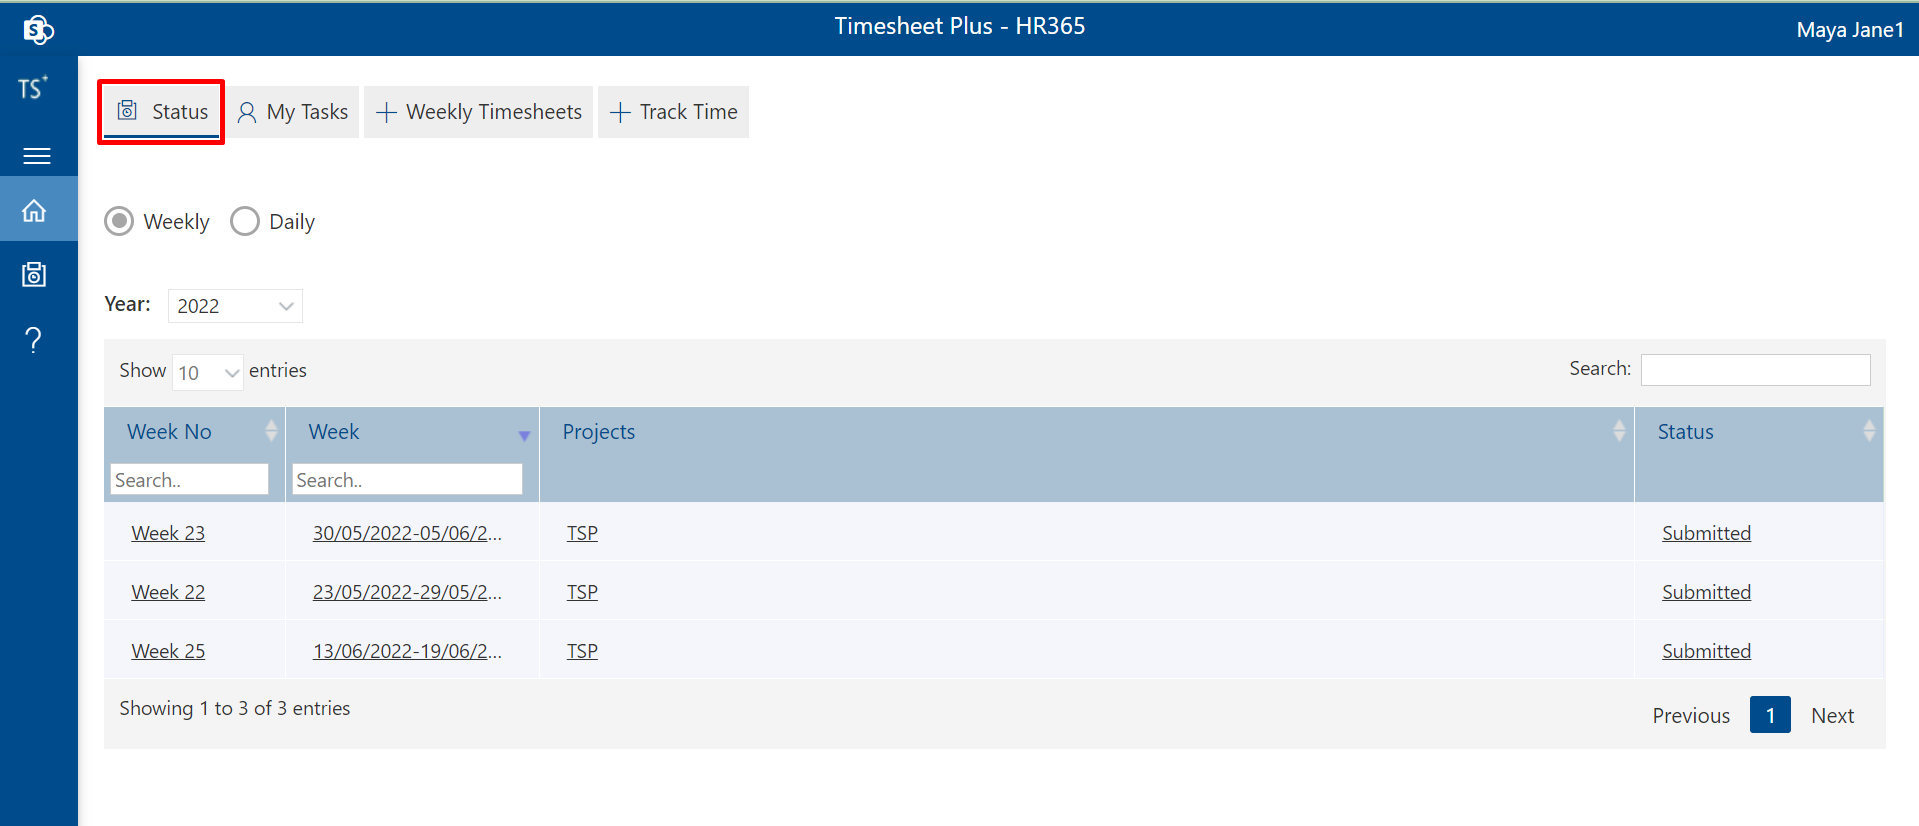 S
Timesheet Plus - HR365
Maya Jane1
TS+
Status
My Tasks
Weekly Timesheets
Track Time
Weekly
Daily
Year:
2022
Show 10 entries
Search:
Week No
Week
Projects
Status
Search..
Search..
Week 23
30/05/2022-05/06/2...
TSP
Submitted
Week 22
23/05/2022-29/05/2...
TSP
Submitted
Week 25
13/06/2022-19/06/2...
TSP
Submitted
Showing 1 to 3 of 3 entries
Previous
1
Next